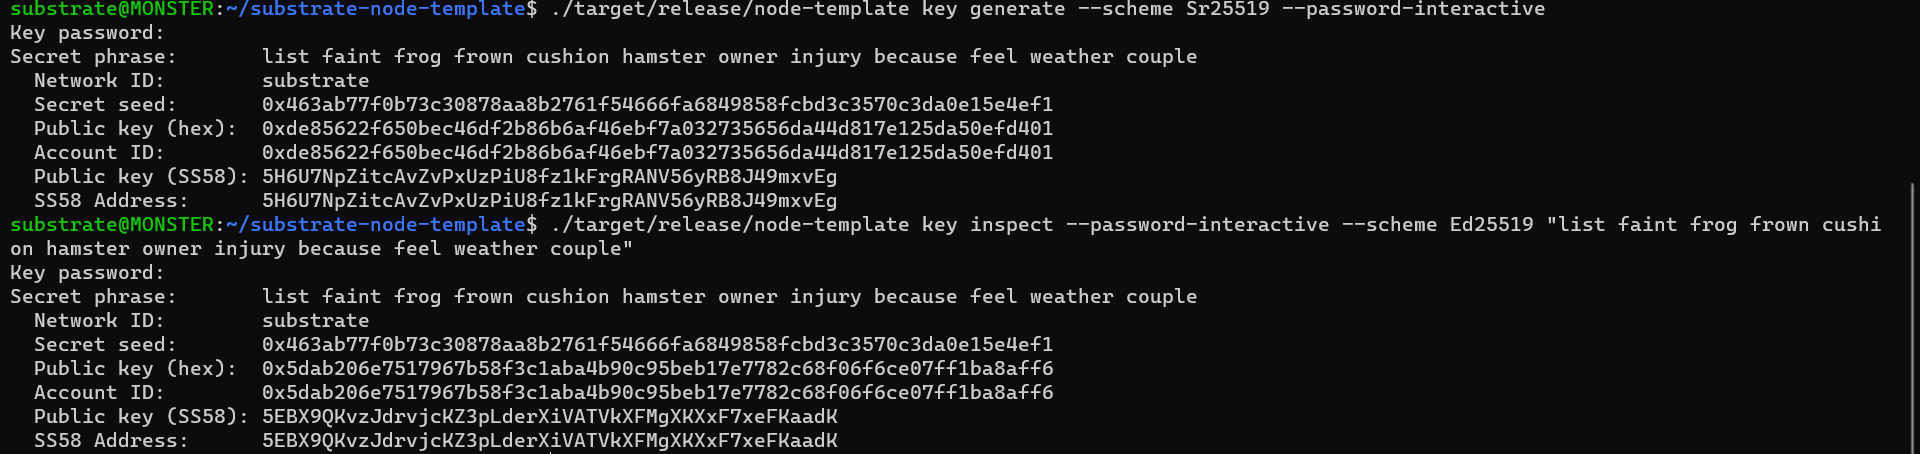 substrate@MONSTER:~/substrate-node-template$ ./target/release/node-template key generate --scheme Sr25519 --password-interactive
Key password:
Secret phrase:       list faint frog frown cushion hamster owner injury because feel weather couple
  Network ID:        substrate
  Secret seed:       0x463ab77f0b73c30878aa8b2761f54666fa6849858fcbd3c3570c3da0e15e4ef1
  Public key (hex):  0xde85622f650bec46df2b86b6af46ebf7a032735656da44d817e125da50efd401
  Account ID:        0xde85622f650bec46df2b86b6af46ebf7a032735656da44d817e125da50efd401
  Public key (SS58): 5H6U7NpZitcAvZvPxUzPiU8fz1kFrgRANV56yRB8J49mxvEg
  SS58 Address:      5H6U7NpZitcAvZvPxUzPiU8fz1kFrgRANV56yRB8J49mxvEg
substrate@MONSTER:~/substrate-node-template$ ./target/release/node-template key inspect --password-interactive --scheme Ed25519 "list faint frog frown cushi
on hamster owner injury because feel weather couple"
Key password:
Secret phrase:       list faint frog frown cushion hamster owner injury because feel weather couple
  Network ID:        substrate
  Secret seed:       0x463ab77f0b73c30878aa8b2761f54666fa6849858fcbd3c3570c3da0e15e4ef1
  Public key (hex):  0x5dab206e7517967b58f3c1aba4b90c95beb17e7782c68f06f6ce07ff1ba8aff6
  Account ID:        0x5dab206e7517967b58f3c1aba4b90c95beb17e7782c68f06f6ce07ff1ba8aff6
  Public key (SS58): 5EBX9QKvzJdrvjcKZ3pLderXiVATVkXFMgXKXxF7xeFKaadK
  SS58 Address:      5EBX9QKvzJdrvjcKZ3pLderXiVATVkXFMgXKXxF7xeFKaadK